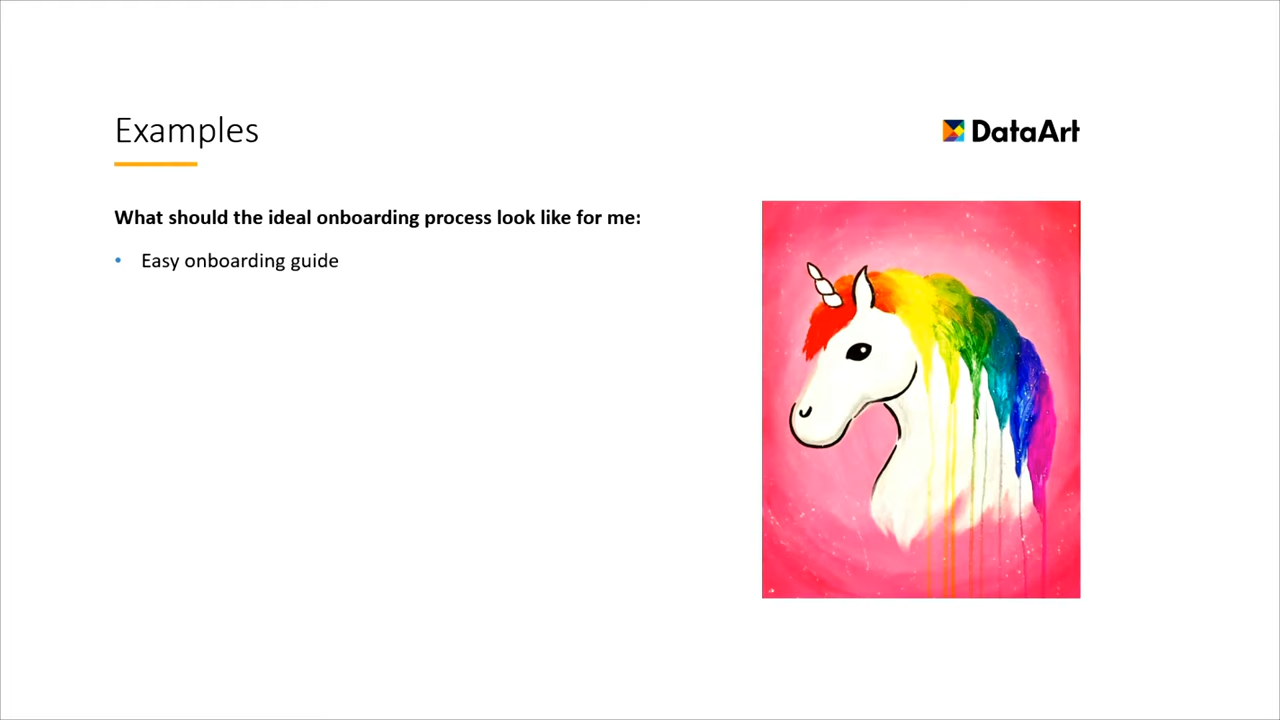 Examples
DataArt
What should the ideal onboarding process look like for me:
• Easy onboarding guide